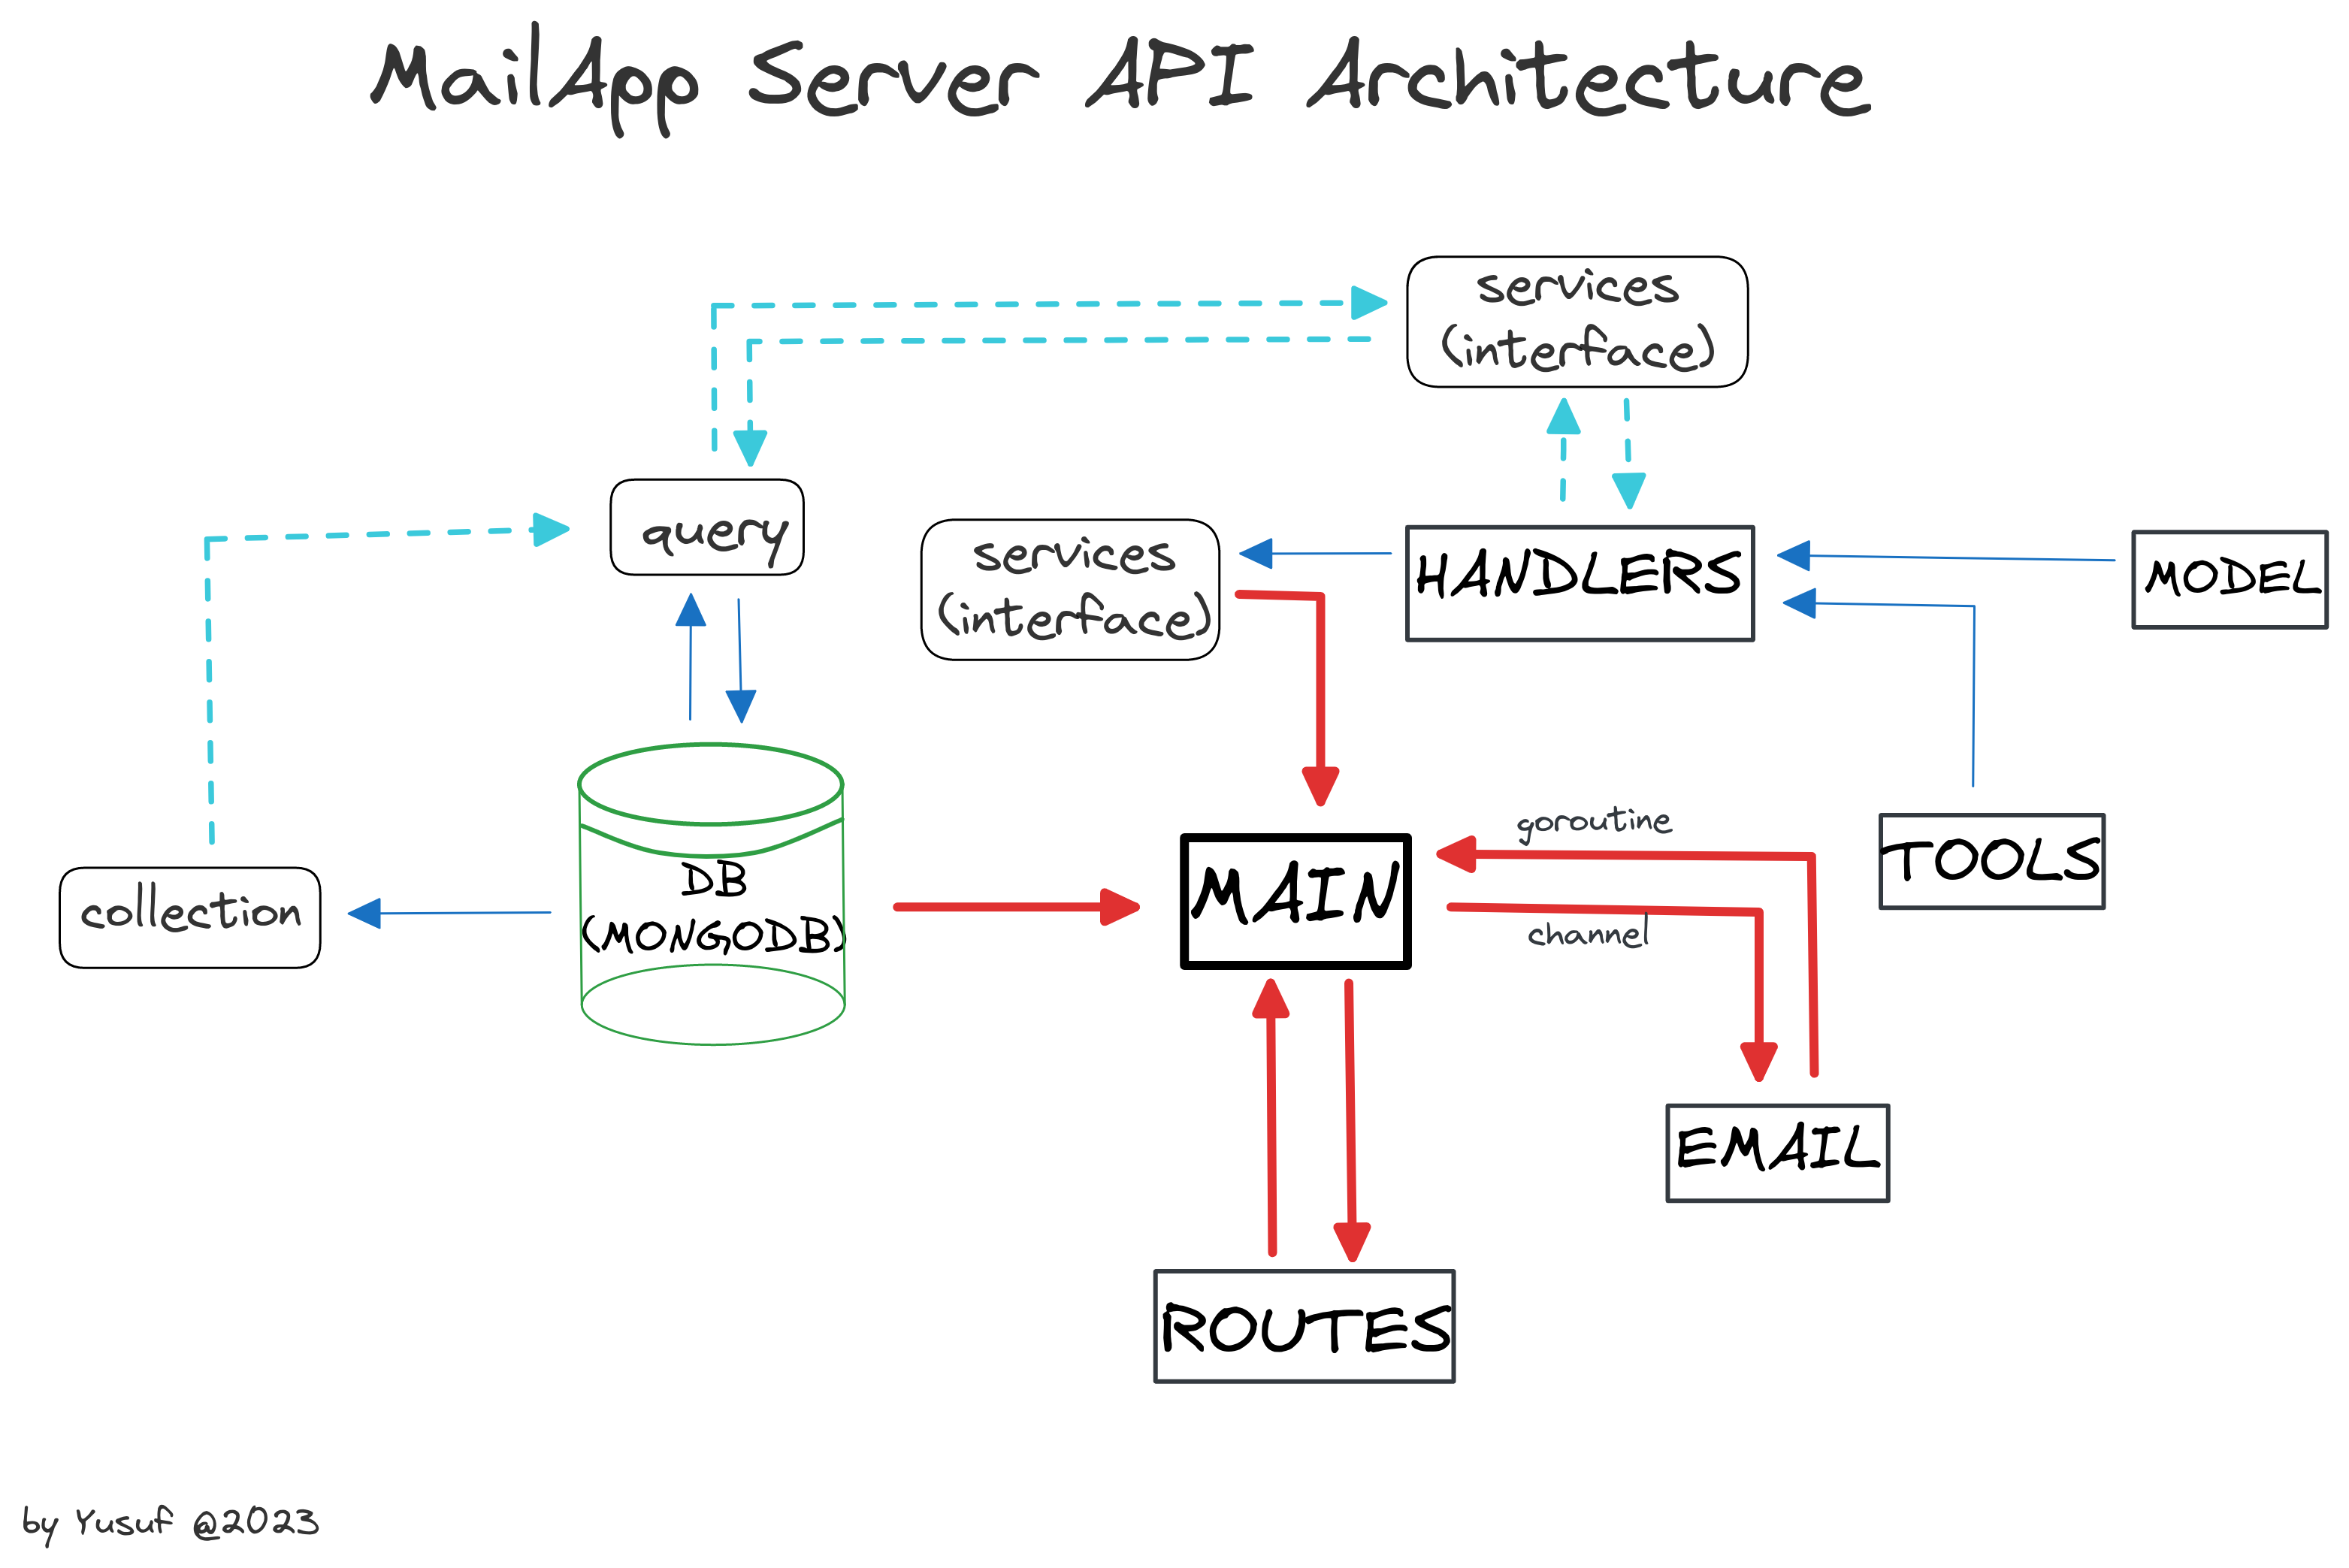 MailApp Server API Architecture
services
(interface)
query
services
(interface)
HANDLERS
MODEL
goroutine
TOOLS
collection
DB
(MONGODB)
MAIN
channel
EMAIL
ROUTES
by Yusuf @2023